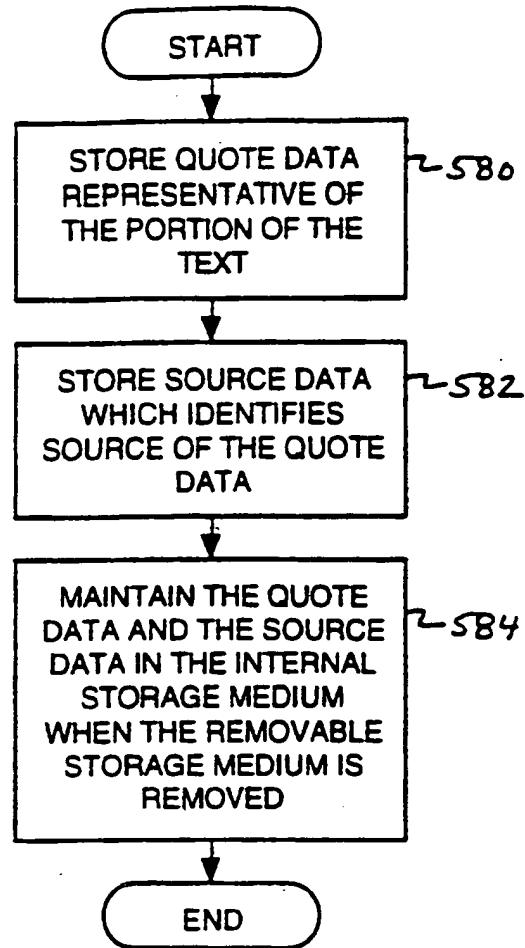 START
STORE QUOTE DATA
REPRESENTATIVE OF
THE PORTION OF THE
TEXT
580
STORE SOURCE DATA
WHICH IDENTIFIES
SOURCE OF THE QUOTE
DATA
582
MAINTAIN THE QUOTE
DATA AND THE SOURCE
DATA IN THE INTERNAL
STORAGE MEDIUM
WHEN THE REMOVABLE
STORAGE MEDIUM IS
REMOVED
584
END